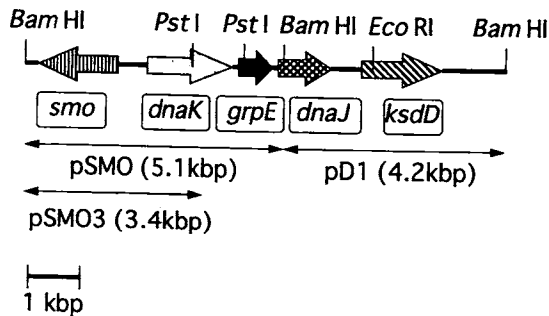 Bam HI Pst I Pst I Bam HI Eco RI Bam HI
smo dnaK grpE dnaJ ksdD
pSMO (5.1kbp) pD1 (4.2kbp)
pSMO3 (3.4kbp)
1 kbp